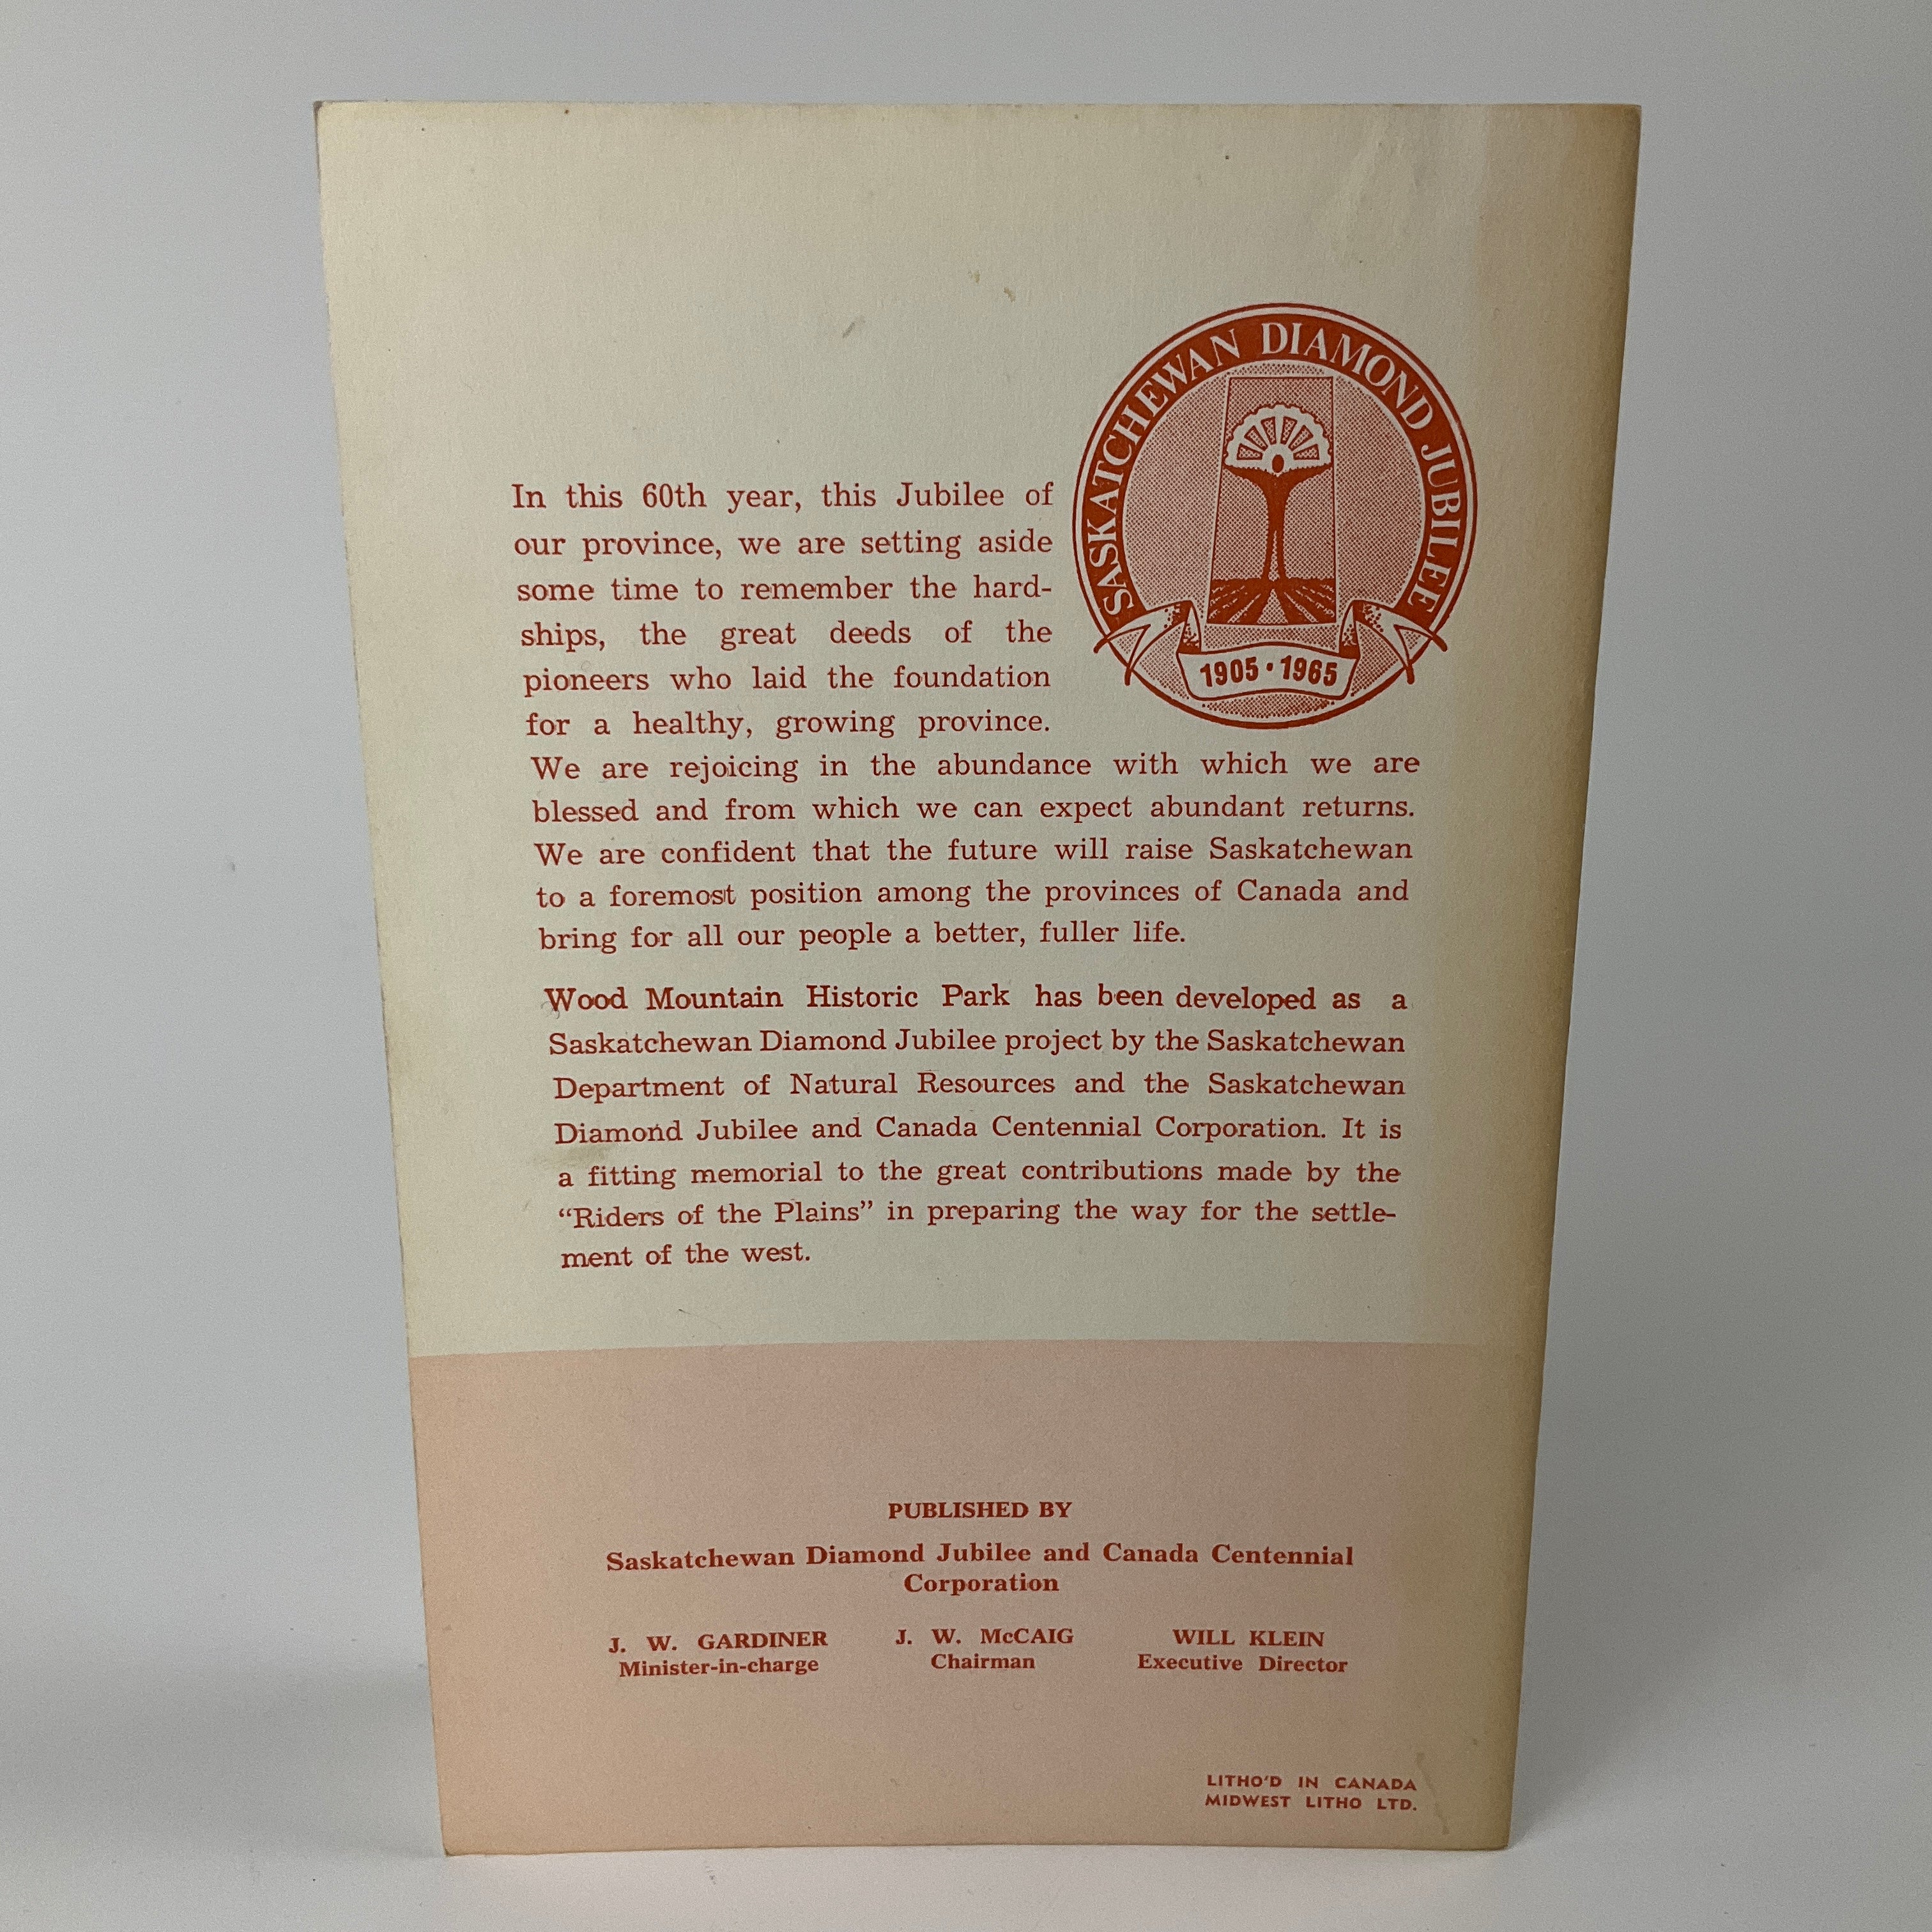 SASKATCHEWAN DIAMOND JUBILEE
1905 • 1965
In this 60th year, this Jubilee of
our province, we are setting aside
some time to remember the hard-
ships, the great deeds of the
pioneers who laid the foundation
for a healthy, growing province.
We are rejoicing in the abundance with which we are
blessed and from which we can expect abundant returns.
We are confident that the future will raise Saskatchewan
to a foremost position among the provinces of Canada and
bring for all our people a better, fuller life.
Wood Mountain Historic Park has been developed as a
Saskatchewan Diamond Jubilee project by the Saskatchewan
Department of Natural Resources and the Saskatchewan
Diamond Jubilee and Canada Centennial Corporation. It is
a fitting memorial to the great contributions made by the
“Riders of the Plains” in preparing the way for the settle-
ment of the west.
PUBLISHED BY
Saskatchewan Diamond Jubilee and Canada Centennial
Corporation
J. W. GARDINER J. W. McCAIG WILL KLEIN
Minister-in-charge Chairman Executive Director
LITHO'D IN CANADA
MIDWEST LITHO LTD.